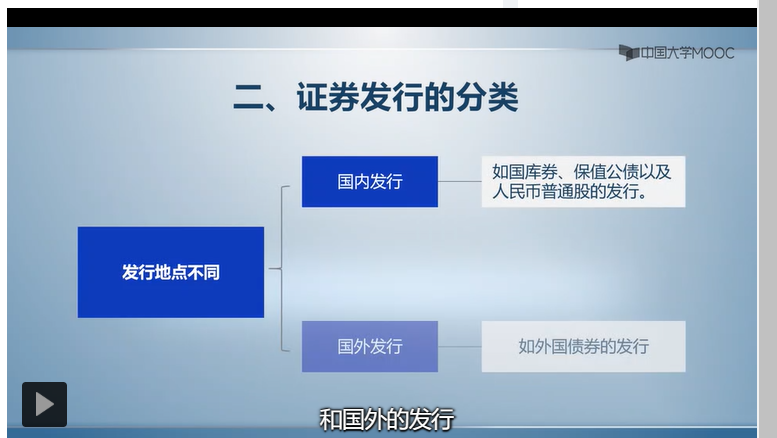 中国大学MOOC
二、证券发行的分类
国内发行
如国库券、保值公债以及
人民币普通股的发行。
发行地点不同
国外发行
如外国债券的发行
和国外的发行